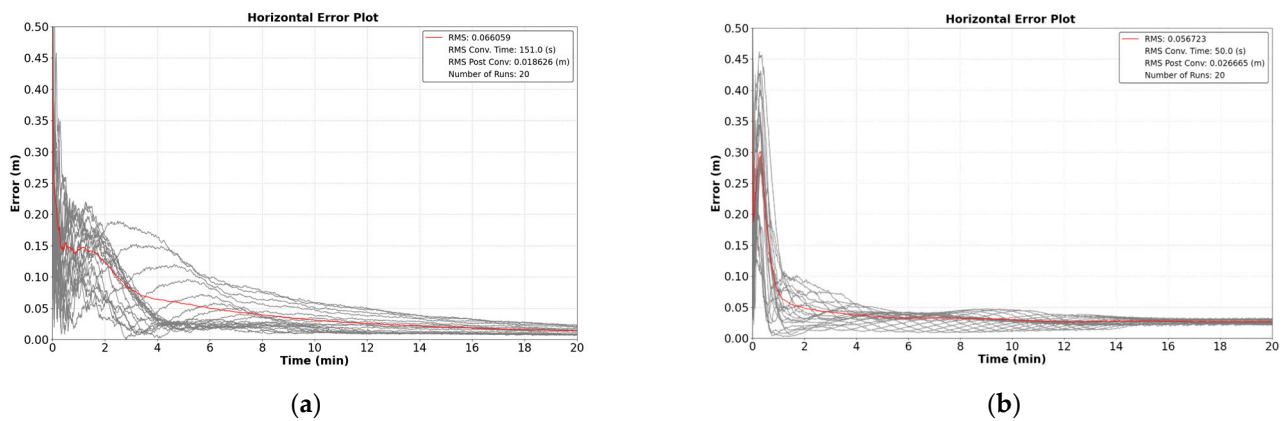 Horizontal Error Plot
RMS: 0.066059
RMS Conv. Time: 151.0 (s)
RMS Post Conv: 0.018626 (m)
Number of Runs: 20
Error (m)
0.50
0.45
0.40
0.35
0.30
0.25
0.20
0.15
0.10
0.05
0.00
0 2 4 6 8 10 12 14 16 18 20
Time (min)
(a)
Horizontal Error Plot
RMS: 0.056723
RMS Conv. Time: 50.0 (s)
RMS Post Conv: 0.026665 (m)
Number of Runs: 20
Error (m)
0.50
0.45
0.40
0.35
0.30
0.25
0.20
0.15
0.10
0.05
0.00
0 2 4 6 8 10 12 14 16 18 20
Time (min)
(b)